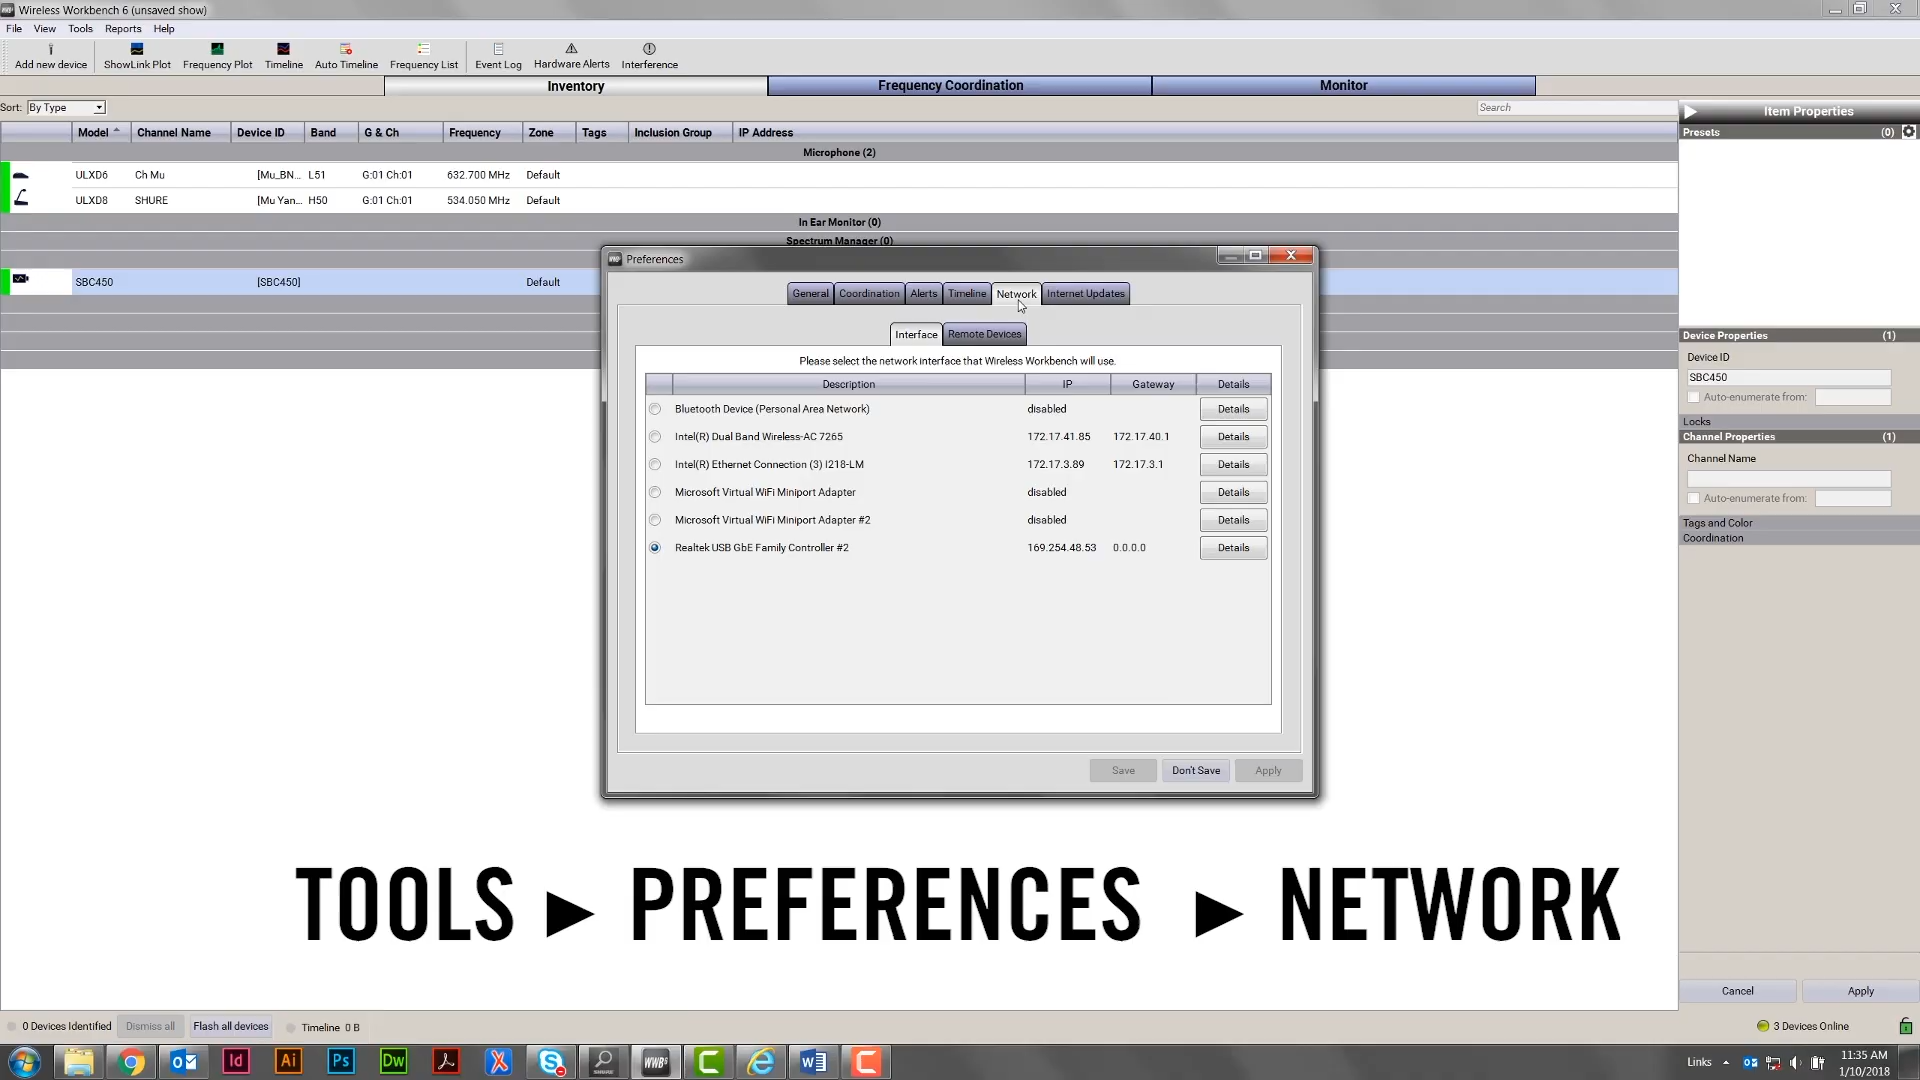 Wireless Workbench 6 (unsaved show)
File View Tools Reports Help
Add new device ShowLink Plot Frequency Plot Timeline Auto Timeline Frequency List Event Log Hardware Alerts Interference
Inventory Frequency Coordination Monitor
Sort: By Type Search
Item Properties
Presets (0)
Model Channel Name Device ID Band G & Ch Frequency Zone Tags Inclusion Group IP Address
Microphone (2)
ULXD6 Ch Mu [Mu_BN... L51 G:01 Ch:01 632.700 MHz Default
ULXD8 SHURE [Mu Yan... H50 G:01 Ch:01 534.050 MHz Default
In Ear Monitor (0)
Spectrum Manager (0)
SBC450 [SBC450] Default
Preferences
General Coordination Alerts Timeline Network Internet Updates
Interface Remote Devices
Please select the network interface that Wireless Workbench will use.
Description IP Gateway Details
Bluetooth Device (Personal Area Network) disabled Details
Intel(R) Dual Band Wireless-AC 7265 172.17.41.85 172.17.40.1 Details
Intel(R) Ethernet Connection (3) I218-LM 172.17.3.89 172.17.3.1 Details
Microsoft Virtual WiFi Miniport Adapter disabled Details
Microsoft Virtual WiFi Miniport Adapter #2 disabled Details
Realtek USB GbE Family Controller #2 169.254.48.53 0.0.0.0 Details
Save Don't Save Apply
Device Properties (1)
Device ID
SBC450
Auto-enumerate from:
Locks
Channel Properties (1)
Channel Name
Auto-enumerate from:
Tags and Color
Coordination
TOOLS ► PREFERENCES ► NETWORK
Cancel Apply
0 Devices Identified Dismiss all Flash all devices Timeline 0 B 3 Devices Online
Id Ai Ps Dw WWB6
Links
11:35 AM
1/10/2018